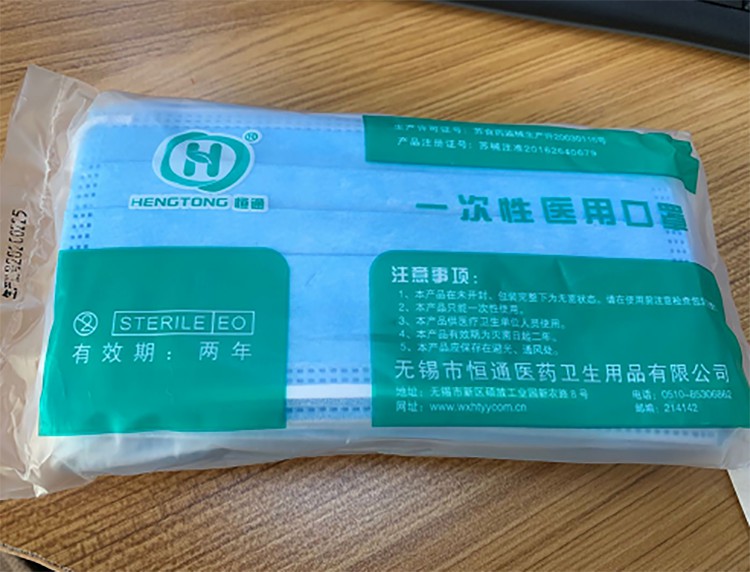 生产许可证号：苏食药监械生产许20030110号
产品注册证号：苏械注准20162640679
HENGTONG 恒通
一次性医用口罩
STERILE EO
有效期：两年
注意事项：
1、本产品在未开封、包装完整下为无菌状态，请在使用前注意检查包
2、本产品只能一次性使用。
3、本产品供医疗卫生单位人员使用。
4、本产品有效期为灭菌日起二年。
5、本产品应保存在避光、通风处。
无锡市恒通医药卫生用品有限公司
地址：无锡市新区硕放工业园新农路8号
电话：0510-85306862
网址：www.wxhtyycom.cn
邮编：214142